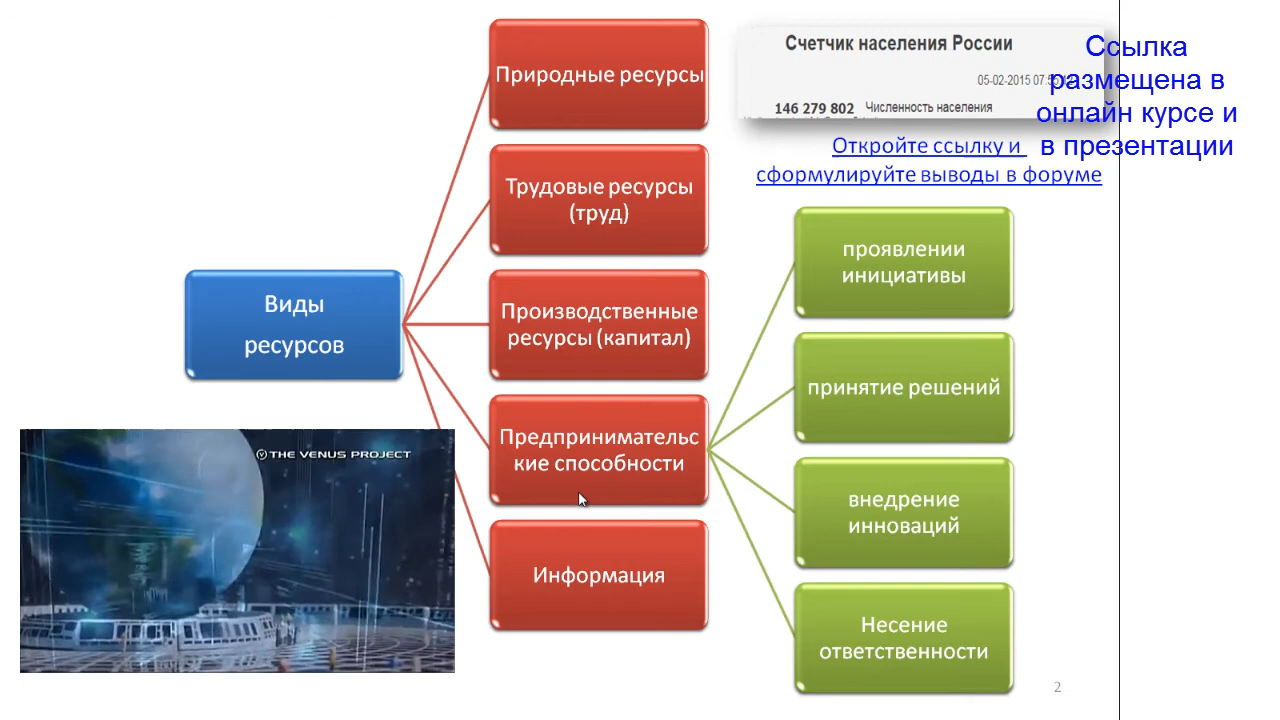 Природные ресурсы
Трудовые ресурсы
(труд)
Виды
ресурсов
Производственные
ресурсы (капитал)
Предпринимательс
кие способности
Информация
проявлении
инициативы
принятие решений
внедрение
инноваций
Несение
ответственности
Счетчик населения России
05-02-2015
146 279 802 Численность населения
Откройте ссылку и
сформулируйте выводы в форуме
Ссылка
размещена в
онлайн курсе и
в презентации
THE VENUS PROJECT
2